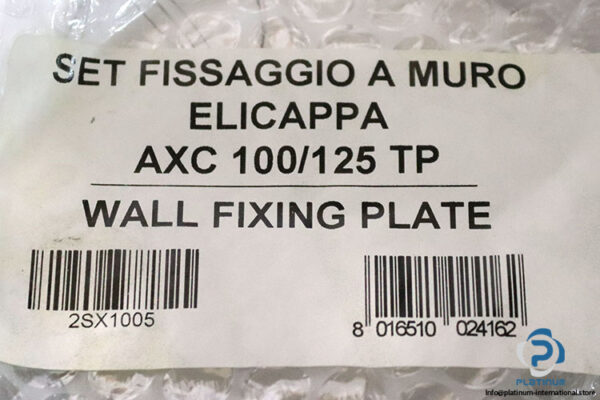 SET FISSAGGIO A MURO
ELICAPPA
AXC 100/125 TP
WALL FIXING PLATE
2SX1005
8 016510 024162
PLATINUM
info@platinum-international.store